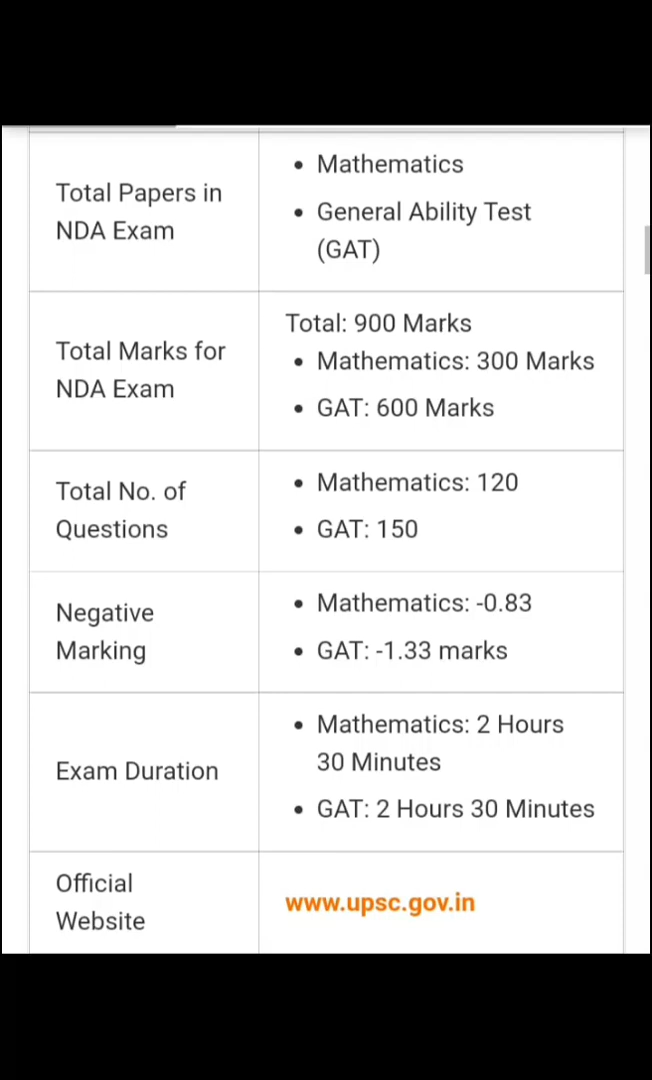 Total Papers in
NDA Exam
• Mathematics
• General Ability Test
(GAT)
Total Marks for
NDA Exam
Total: 900 Marks
• Mathematics: 300 Marks
• GAT: 600 Marks
Total No. of
Questions
• Mathematics: 120
• GAT: 150
Negative
Marking
• Mathematics: -0.83
• GAT: -1.33 marks
Exam Duration
• Mathematics: 2 Hours
30 Minutes
• GAT: 2 Hours 30 Minutes
Official
Website
www.upsc.gov.in